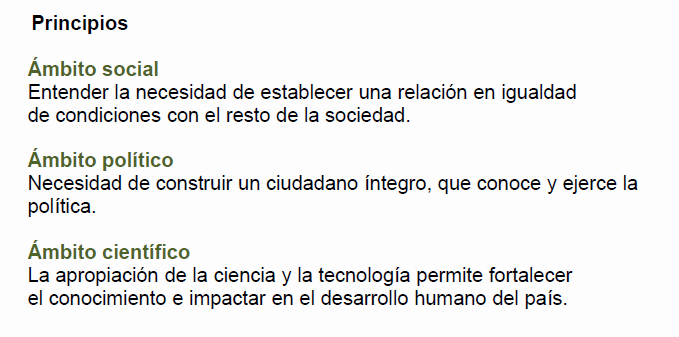 Principios
Ámbito social
Entender la necesidad de establecer una relación en igualdad
de condiciones con el resto de la sociedad.
Ámbito político
Necesidad de construir un ciudadano íntegro, que conoce y ejerce la
política.
Ámbito científico
La apropiación de la ciencia y la tecnología permite fortalecer
el conocimiento e impactar en el desarrollo humano del país.